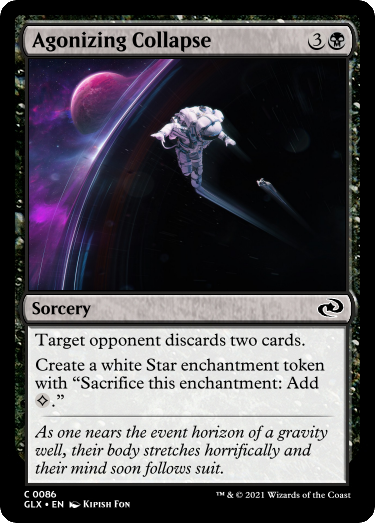 Agonizing Collapse 3
Sorcery
Target opponent discards two cards.
Create a white Star enchantment token
with “Sacrifice this enchantment: Add
.”
As one nears the event horizon of a gravity
well, their body stretches horrifically and
their mind soon follows suit.
C 0086
GLX • EN Kipish Fon
™ & © 2021 Wizards of the Coast